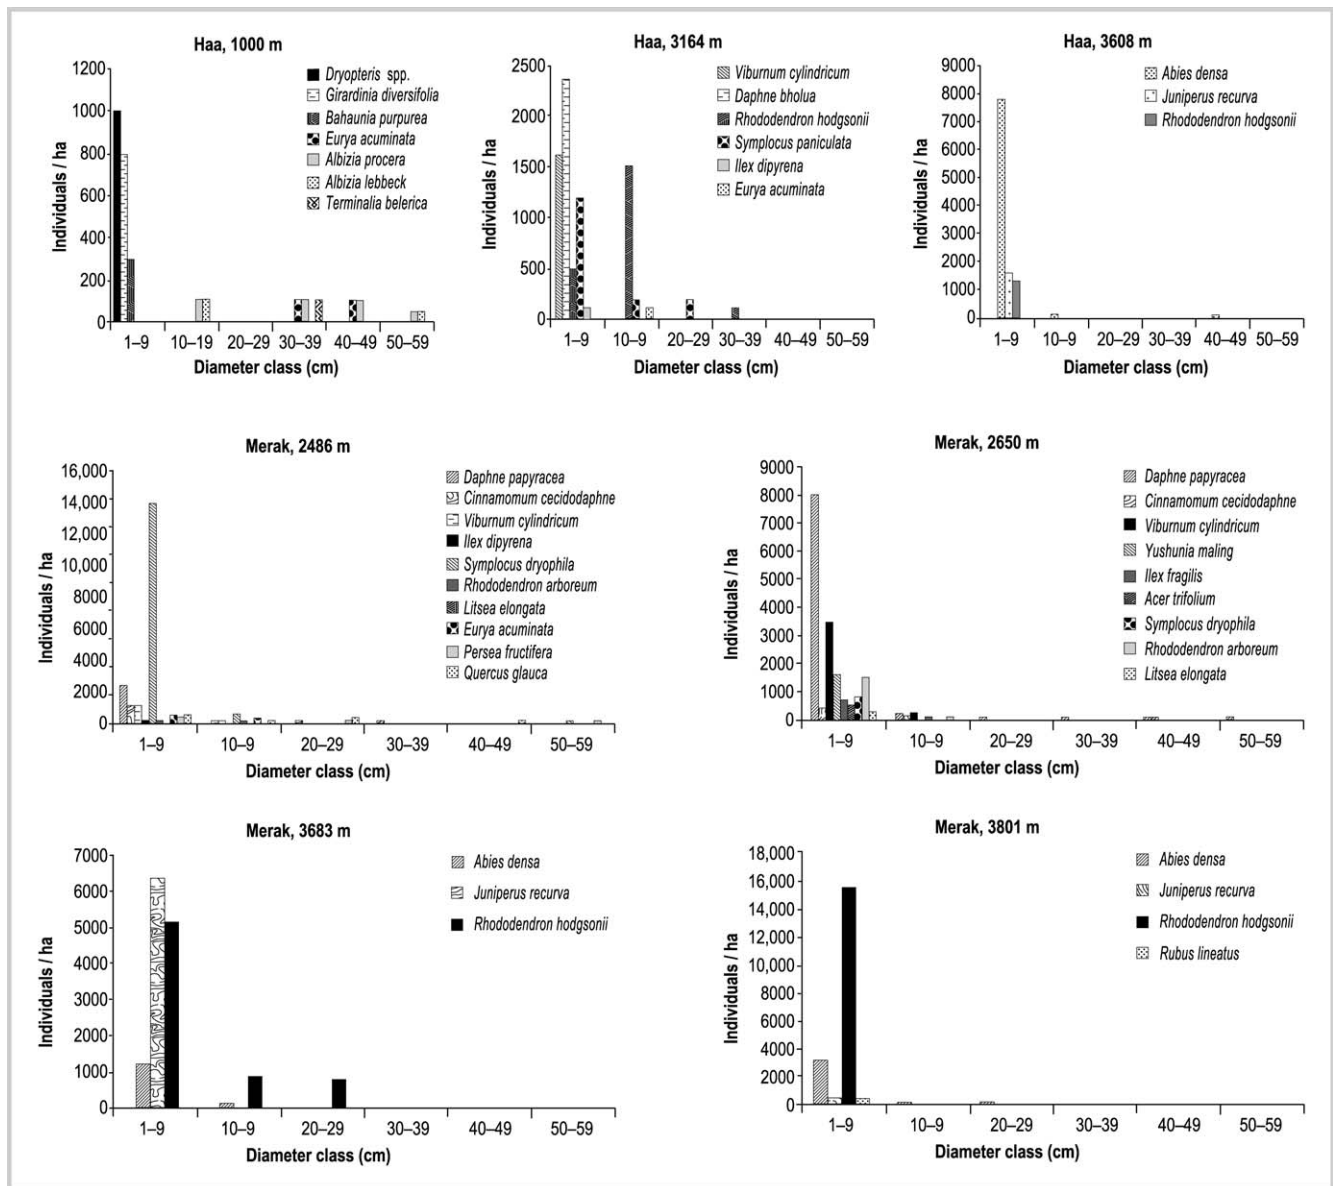 Haa, 1000 m
1200
1000
800
600
400
200
0
Individuals / ha
Dryopteris spp.
Girardinia diversifolia
Bahaunia purpurea
Eurya acuminata
Albizia procera
Albizia lebbeck
Terminalia belerica
1–9 10–19 20–29 30–39 40–49 50–59
Diameter class (cm)
Haa, 3164 m
2500
2000
1500
1000
500
0
Individuals / ha
Viburnum cylindricum
Daphne bholua
Rhododendron hodgsonii
Symplocus paniculata
Ilex dipyrena
Eurya acuminata
1–9 10–9 20–29 30–39 40–49 50–59
Diameter class (cm)
Haa, 3608 m
9000
8000
7000
6000
5000
4000
3000
2000
1000
0
Individuals / ha
Abies densa
Juniperus recurva
Rhododendron hodgsonii
1–9 10–9 20–29 30–39 40–49 50–59
Diameter class (cm)
Merak, 2486 m
16,000
14,000
12,000
10,000
8000
6000
4000
2000
0
Individuals / ha
Daphne papyracea
Cinnamomum cecidodaphne
Viburnum cylindricum
Ilex dipyrena
Symplocus dryophila
Rhododendron arboreum
Litsea elongata
Eurya acuminata
Persea fructifera
Quercus glauca
1–9 10–9 20–29 30–39 40–49 50–59
Diameter class (cm)
Merak, 2650 m
9000
8000
7000
6000
5000
4000
3000
2000
1000
0
Individuals / ha
Daphne papyracea
Cinnamomum cecidodaphne
Viburnum cylindricum
Yushunia maling
Ilex fragilis
Acer trifolium
Symplocus dryophila
Rhododendron arboreum
Litsea elongata
1–9 10–9 20–29 30–39 40–49 50–59
Diameter class (cm)
Merak, 3683 m
7000
6000
5000
4000
3000
2000
1000
0
Individuals / ha
Abies densa
Juniperus recurva
Rhododendron hodgsonii
1–9 10–9 20–29 30–39 40–49 50–59
Diameter class (cm)
Merak, 3801 m
18,000
16,000
14,000
12,000
10,000
8000
6000
4000
2000
0
Individuals / ha
Abies densa
Juniperus recurva
Rhododendron hodgsonii
Rubus lineatus
1–9 10–9 20–29 30–39 40–49 50–59
Diameter class (cm)